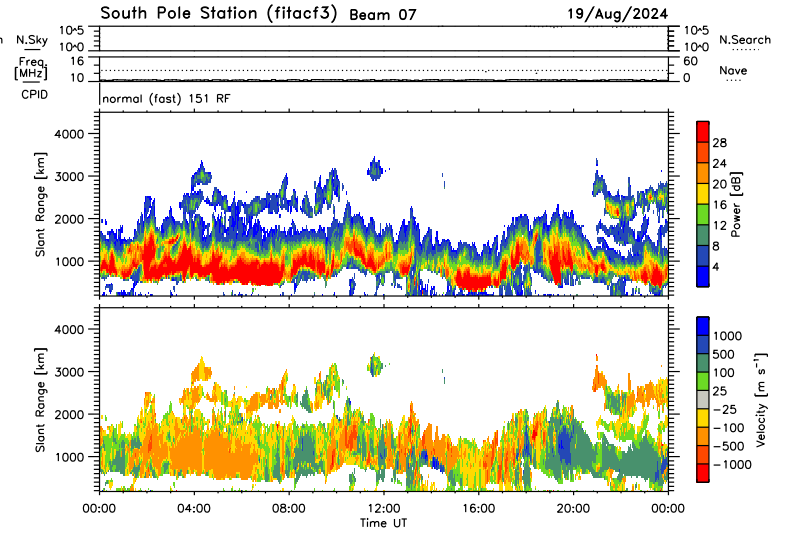 South Pole Station (fitacf3) Beam 07 19/Aug/2024
N.Sky 10^5 10^0 10^5 10^0 N.Search
Freq. [MHz] 16 10 60 0 Nave
CPID normal (fast) 151 RF
4000
3000
2000
1000
Slant Range [km]
28
24
20
16
12
8
4
Power [dB]
4000
3000
2000
1000
Slant Range [km]
1000
500
100
25
-25
-100
-500
-1000
Velocity [m s^-1]
00:00 04:00 08:00 12:00 16:00 20:00 00:00
Time UT